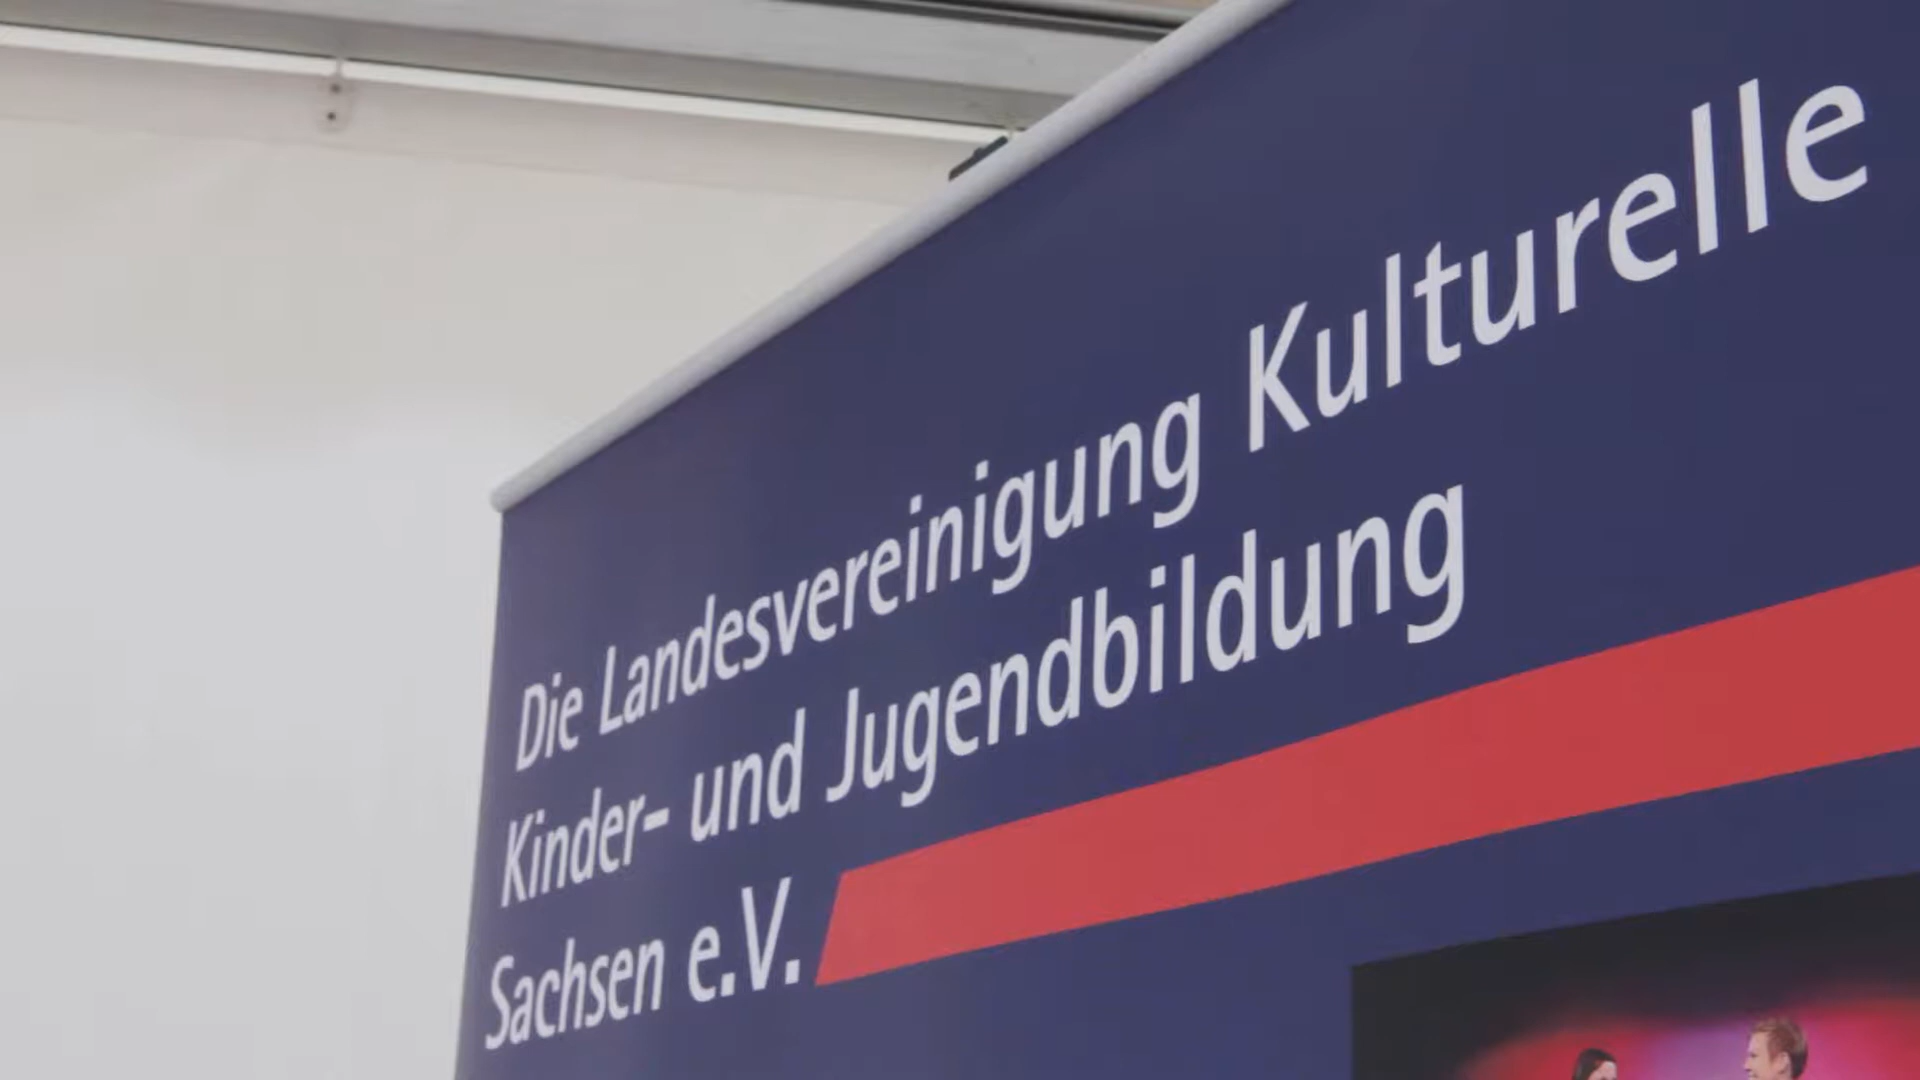 Die Landesvereinigung Kulturelle
Kinder- und Jugendbildung
Sachsen e.V.